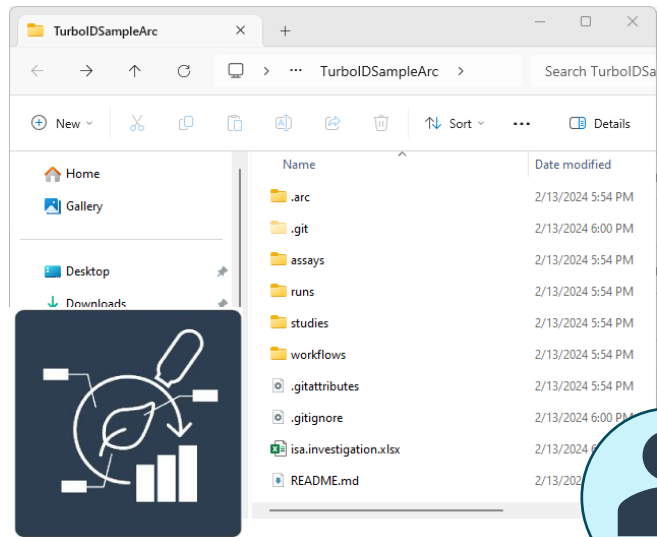 TurboIDSampleArc
TurboIDSampleArc
Search TurboIDSa
New
Sort
Details
Name
Date modified
Home
Gallery
Desktop
Downloads
.arc 2/13/2024 5:54 PM
.git 2/13/2024 6:00 PM
assays 2/13/2024 5:54 PM
runs 2/13/2024 5:54 PM
studies 2/13/2024 5:54 PM
workflows 2/13/2024 5:54 PM
.gitattributes 2/13/2024 5:54 PM
.gitignore 2/13/2024 6:00 PM
isa.investigation.xlsx 2/13/2024
README.md